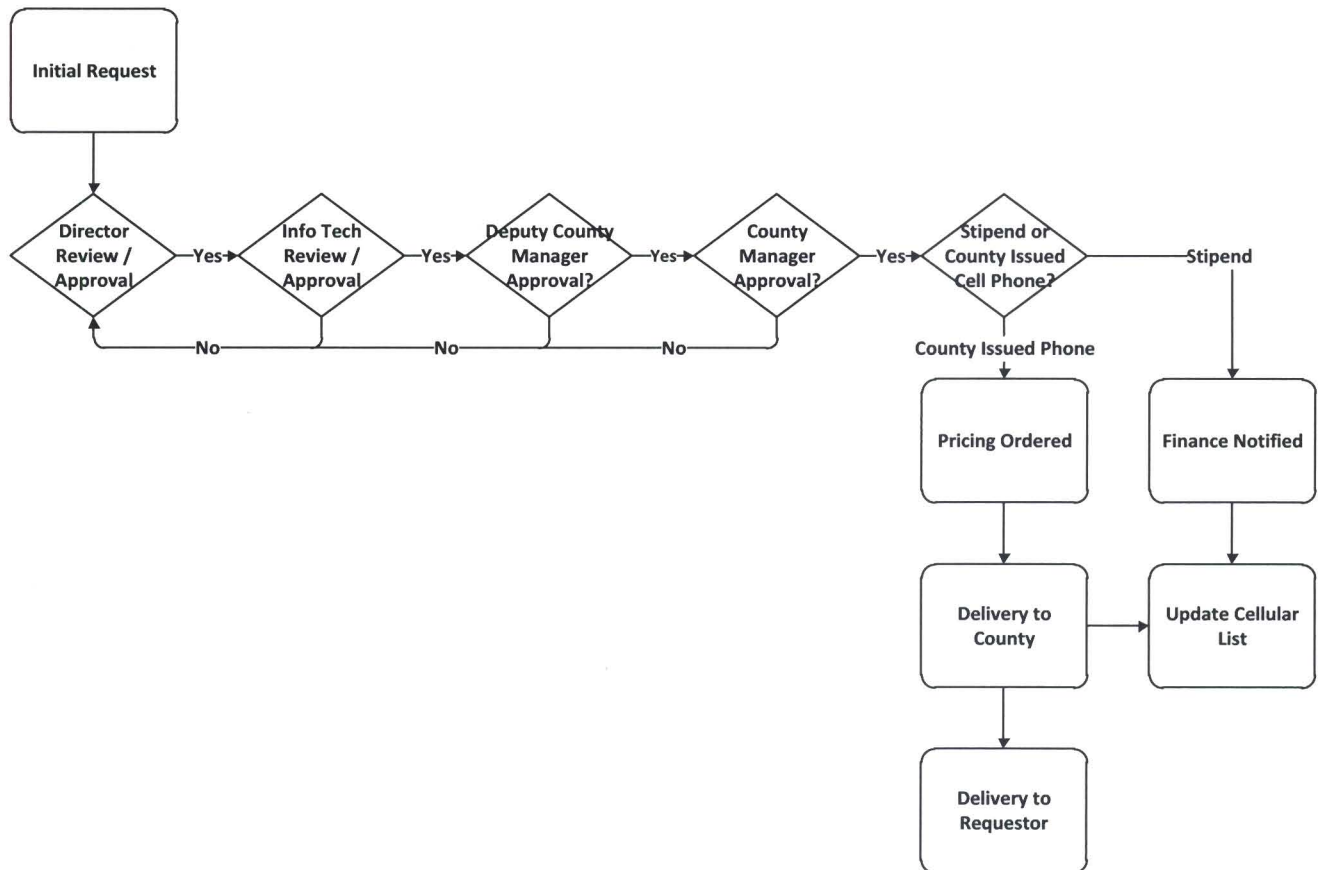 Initial Request
Director
Review /
Approval
Yes
Info Tech
Review /
Approval
Yes
Deputy County
Manager
Approval?
Yes
County
Manager
Approval?
Yes
Stipend or
County Issued
Cell Phone?
Stipend
No
No
No
County Issued Phone
Pricing Ordered
Finance Notified
Delivery to
County
Update Cellular
List
Delivery to
Requestor